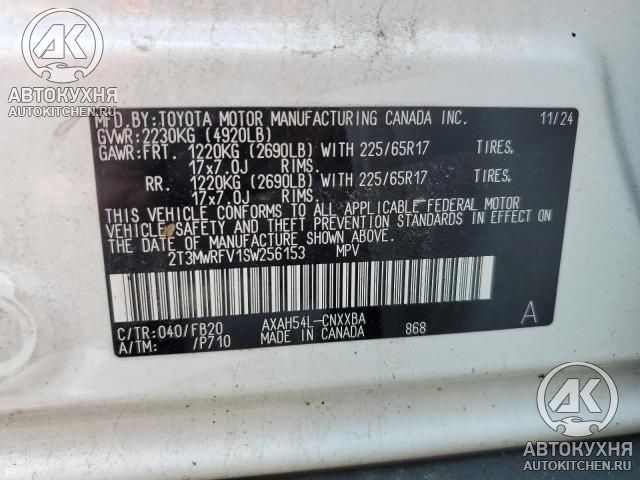 AK
АВТОКУХНЯ
AUTOKITCHEN.BY
MFD.BY:TOYOTA MOTOR MANUFACTURING CANADA INC. 11/24
GVWR:2230KG (4920LB)
GAWR:FRT. 1220KG (2690LB) WITH 225/65R17 TIRES,
17x7.0J RIMS.
RR. 1220KG (2690LB) WITH 225/65R17 TIRES,
17x7.0J RIMS.
THIS VEHICLE CONFORMS TO ALL APPLICABLE FEDERAL MOTOR
VEHICLE SAFETY AND THEFT PREVENTION STANDARDS IN EFFECT ON
THE DATE OF MANUFACTURE SHOWN ABOVE.
2T3MWRFV1SW256153 MPV
C/TR:040/FB20 AXAH54L-CNXXBA A
A/TM: /P710 MADE IN CANADA 868
AK
АВТОКУХНЯ
AUTOKITCHEN.BY